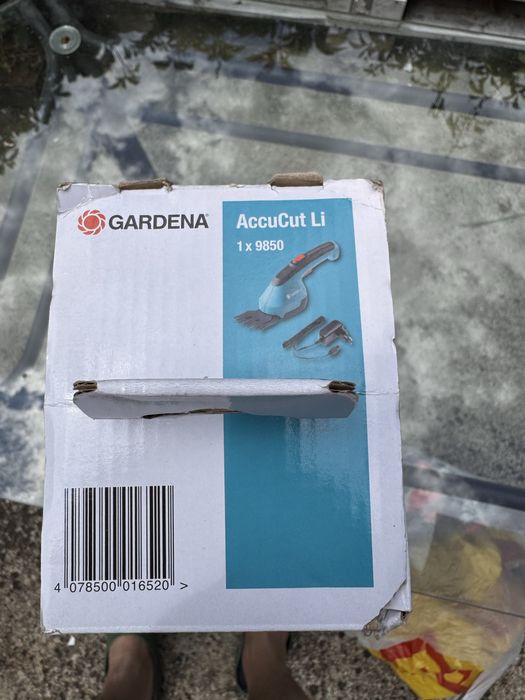 GARDENA®
AccuCut Li
1 x 9850
4 078500 016520 >